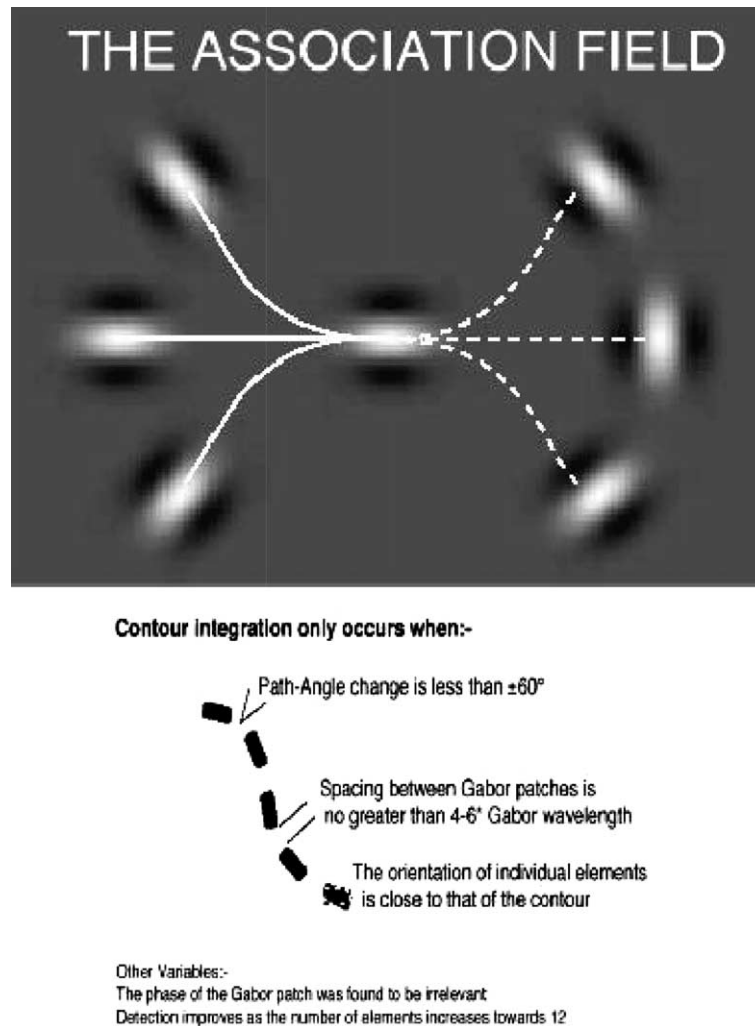 THE ASSOCIATION FIELD
Contour integration only occurs when:-
Path-Angle change is less than ±60°
Spacing between Gabor patches is
no greater than 4-6* Gabor wavelength
The orientation of individual elements
is close to that of the contour
Other Variables:-
The phase of the Gabor patch was found to be irrelevant
Detection improves as the number of elements increases towards 12